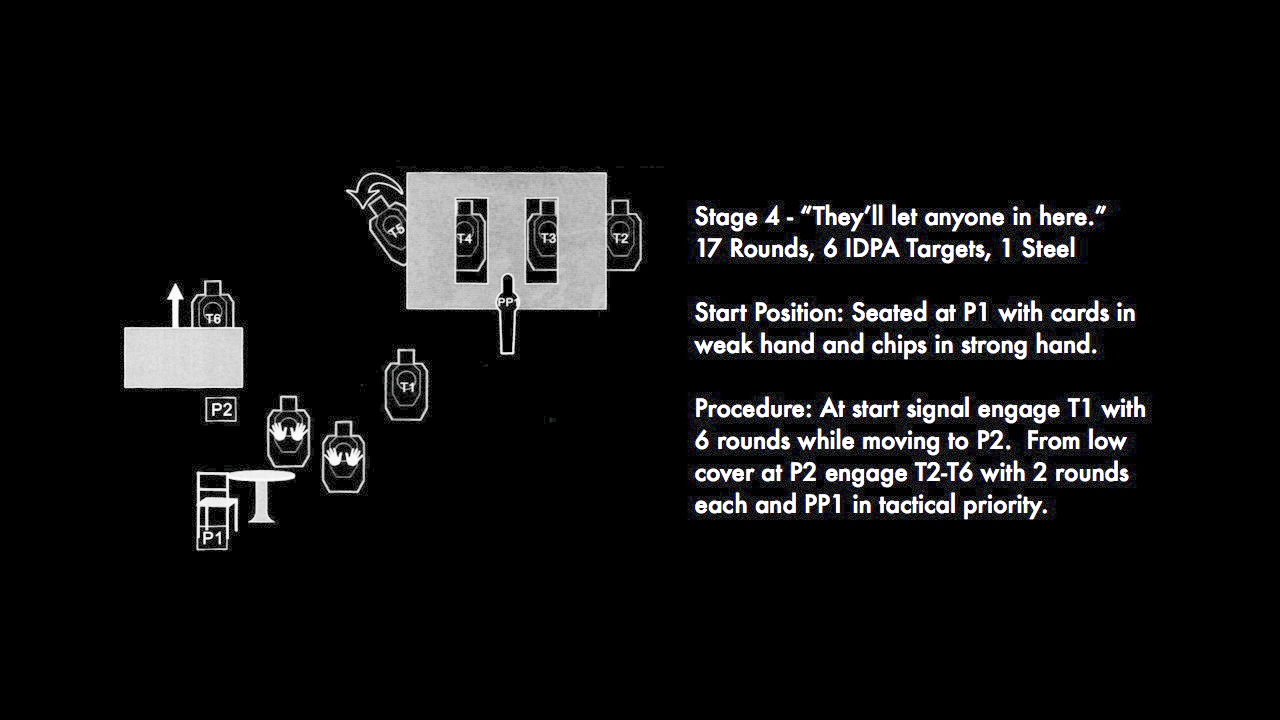 T5
T4
T3
T2
PP1
T6
T1
P2
P1
Stage 4 - “They’ll let anyone in here.”
17 Rounds, 6 IDPA Targets, 1 Steel
Start Position: Seated at P1 with cards in
weak hand and chips in strong hand.
Procedure: At start signal engage T1 with
6 rounds while moving to P2.  From low
cover at P2 engage T2-T6 with 2 rounds
each and PP1 in tactical priority.